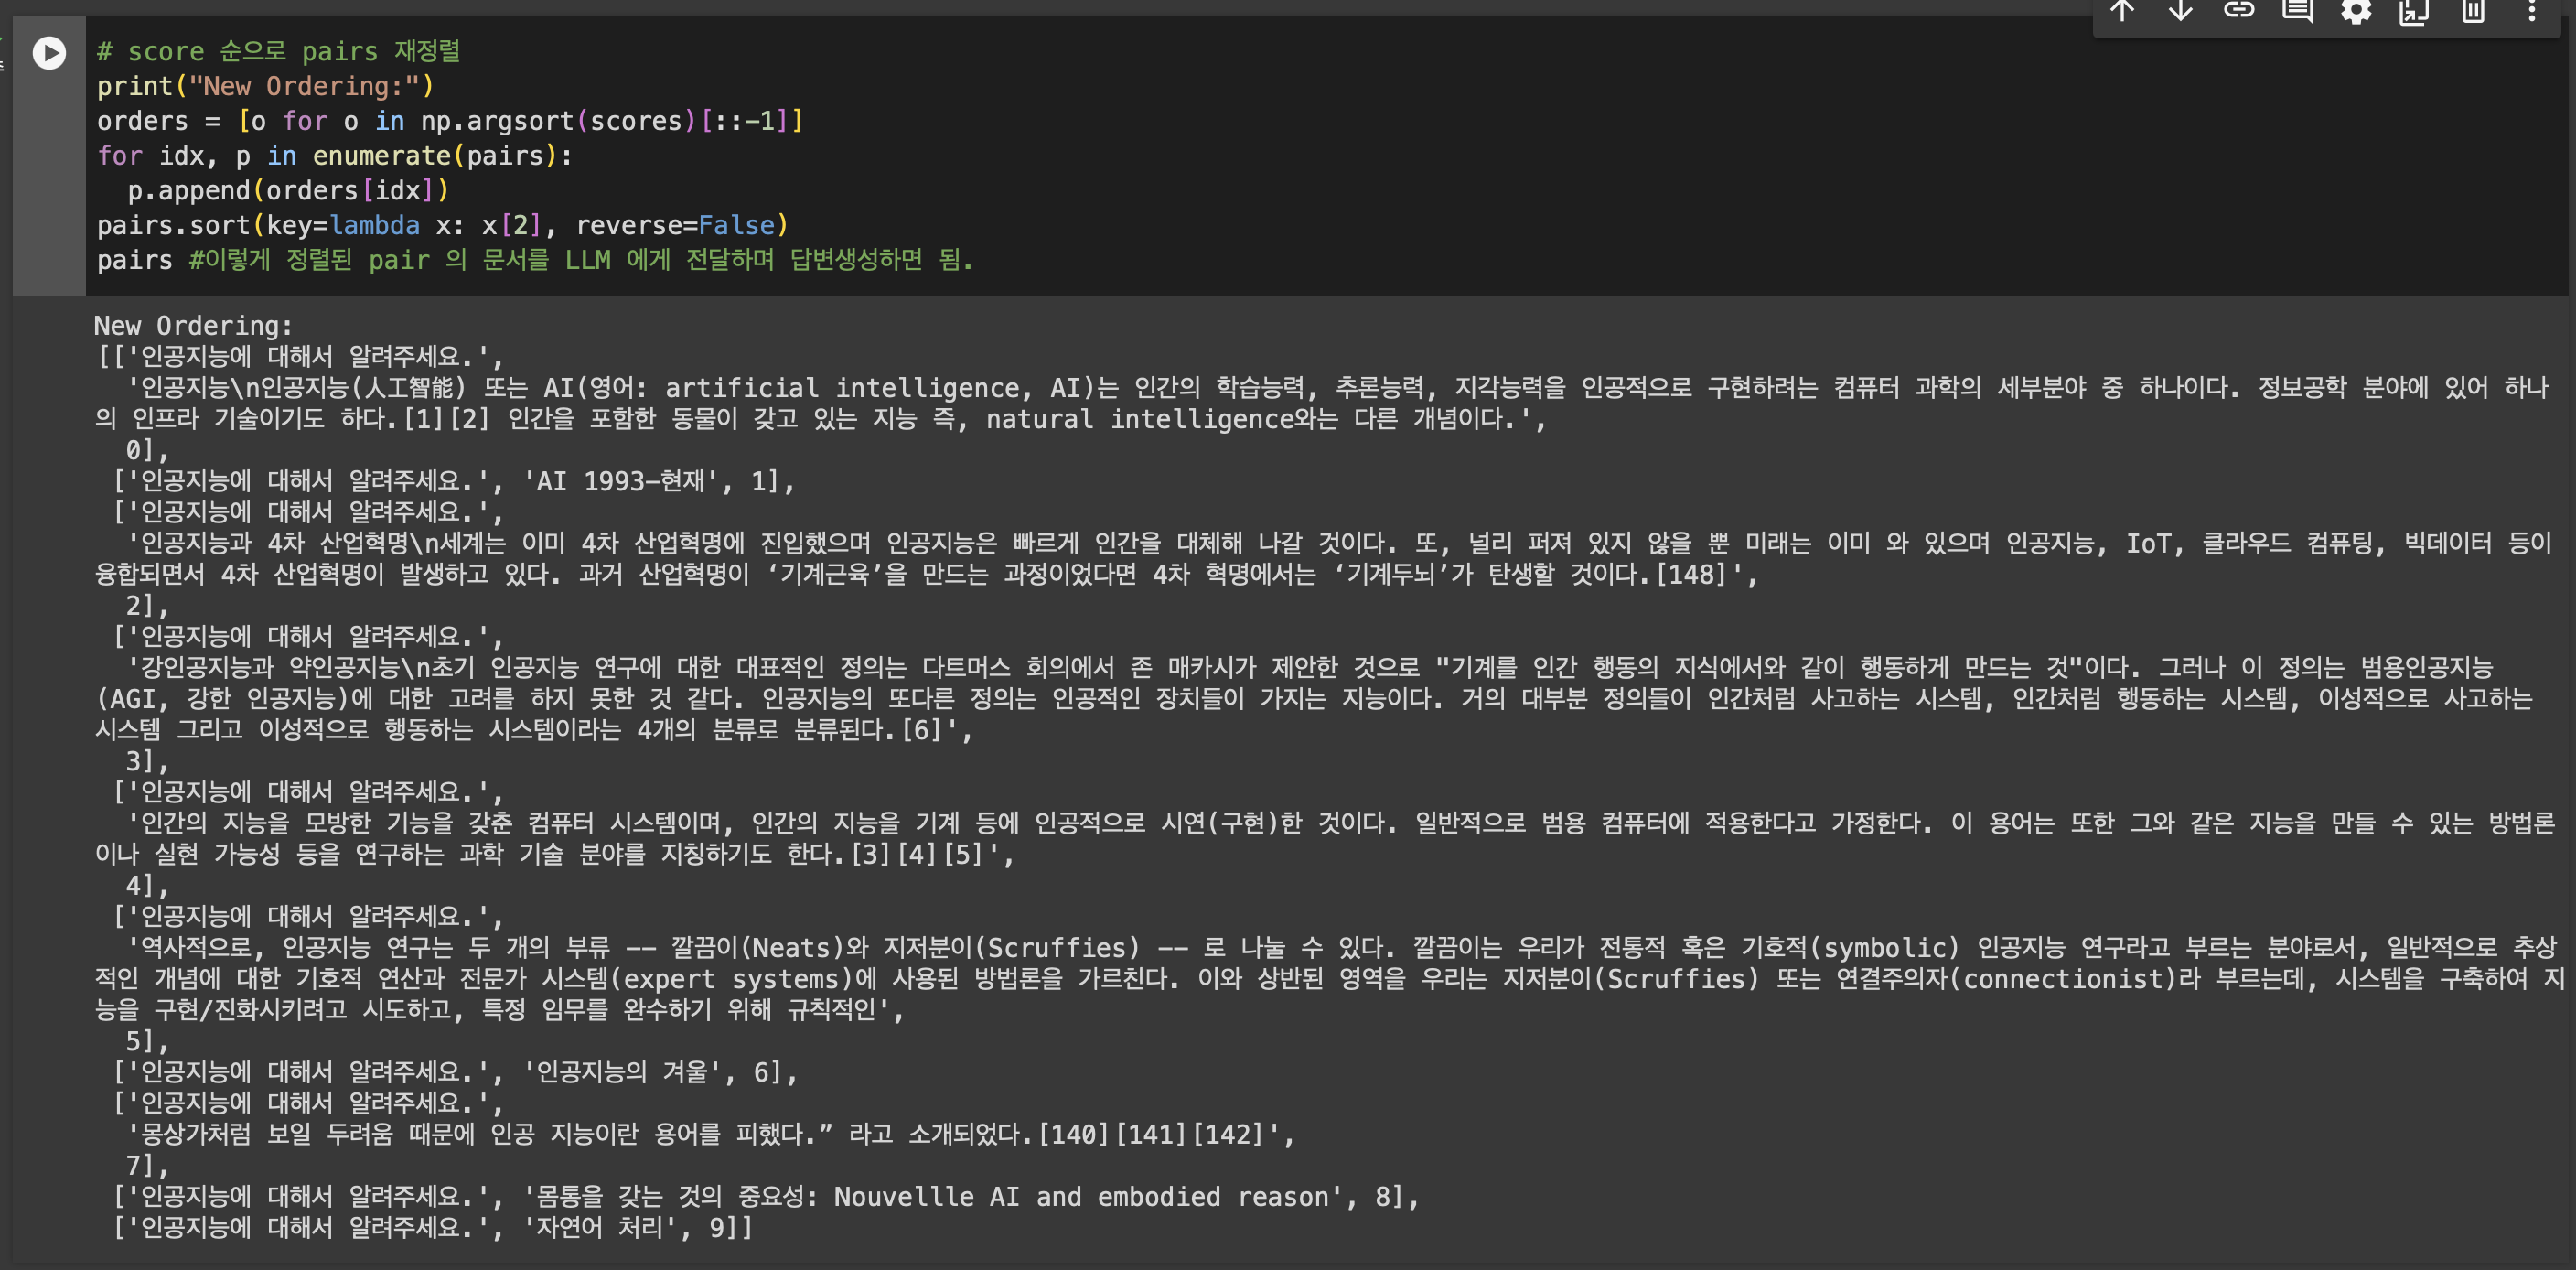 # score 순으로 pairs 재정렬
print("New Ordering:")
orders = [o for o in np.argsort(scores)[::-1]]
for idx, p in enumerate(pairs):
  p.append(orders[idx])
pairs.sort(key=lambda x: x[2], reverse=False)
pairs #이렇게 정렬된 pair 의 문서를 LLM 에게 전달하며 답변생성하면 됨.
New Ordering:
[['인공지능에 대해서 알려주세요.',
  '인공지능\n인공지능(人工智能) 또는 AI(영어: artificial intelligence, AI)는 인간의 학습능력, 추론능력, 지각능력을 인공적으로 구현하려는 컴퓨터 과학의 세부분야 중 하나이다. 정보공학 분야에 있어 하나
의 인프라 기술이기도 하다.[1][2] 인간을 포함한 동물이 갖고 있는 지능 즉, natural intelligence와는 다른 개념이다.',
  0],
 ['인공지능에 대해서 알려주세요.', 'AI 1993-현재', 1],
 ['인공지능에 대해서 알려주세요.',
  '인공지능과 4차 산업혁명\n세계는 이미 4차 산업혁명에 진입했으며 인공지능은 빠르게 인간을 대체해 나갈 것이다. 또, 널리 퍼져 있지 않을 뿐 미래는 이미 와 있으며 인공지능, IoT, 클라우드 컴퓨팅, 빅데이터 등이
융합되면서 4차 산업혁명이 발생하고 있다. 과거 산업혁명이 ‘기계근육’을 만드는 과정이었다면 4차 혁명에서는 ‘기계두뇌’가 탄생할 것이다.[148]',
  2],
 ['인공지능에 대해서 알려주세요.',
  '강인공지능과 약인공지능\n초기 인공지능 연구에 대한 대표적인 정의는 다트머스 회의에서 존 매카시가 제안한 것으로 "기계를 인간 행동의 지식에서와 같이 행동하게 만드는 것"이다. 그러나 이 정의는 범용인공지능
(AGI, 강한 인공지능)에 대한 고려를 하지 못한 것 같다. 인공지능의 또다른 정의는 인공적인 장치들이 가지는 지능이다. 거의 대부분 정의들이 인간처럼 사고하는 시스템, 인간처럼 행동하는 시스템, 이성적으로 사고하는
시스템 그리고 이성적으로 행동하는 시스템이라는 4개의 분류로 분류된다.[6]',
  3],
 ['인공지능에 대해서 알려주세요.',
  '인간의 지능을 모방한 기능을 갖춘 컴퓨터 시스템이며, 인간의 지능을 기계 등에 인공적으로 시연(구현)한 것이다. 일반적으로 범용 컴퓨터에 적용한다고 가정한다. 이 용어는 또한 그와 같은 지능을 만들 수 있는 방법론
이나 실현 가능성 등을 연구하는 과학 기술 분야를 지칭하기도 한다.[3][4][5]',
  4],
 ['인공지능에 대해서 알려주세요.',
  '역사적으로, 인공지능 연구는 두 개의 부류 -- 깔끔이(Neats)와 지저분이(Scruffies) -- 로 나눌 수 있다. 깔끔이는 우리가 전통적 혹은 기호적(symbolic) 인공지능 연구라고 부르는 분야로서, 일반적으로 추상
적인 개념에 대한 기호적 연산과 전문가 시스템(expert systems)에 사용된 방법론을 가르킨다. 이와 상반된 영역을 우리는 지저분이(Scruffies) 또는 연결주의자(connectionist)라 부르는데, 시스템을 구축하여 지
능을 구현/진화시키려고 시도하고, 특정 임무를 완수하기 위해 규칙적인',
  5],
 ['인공지능에 대해서 알려주세요.', '인공지능의 겨울', 6],
 ['인공지능에 대해서 알려주세요.',
  '몽상가처럼 보일 두려움 때문에 인공 지능이란 용어를 피했다.” 라고 소개되었다.[140][141][142]',
  7],
 ['인공지능에 대해서 알려주세요.', '몸통을 갖는 것의 중요성: Nouvellle AI and embodied reason', 8],
 ['인공지능에 대해서 알려주세요.', '자연어 처리', 9]]